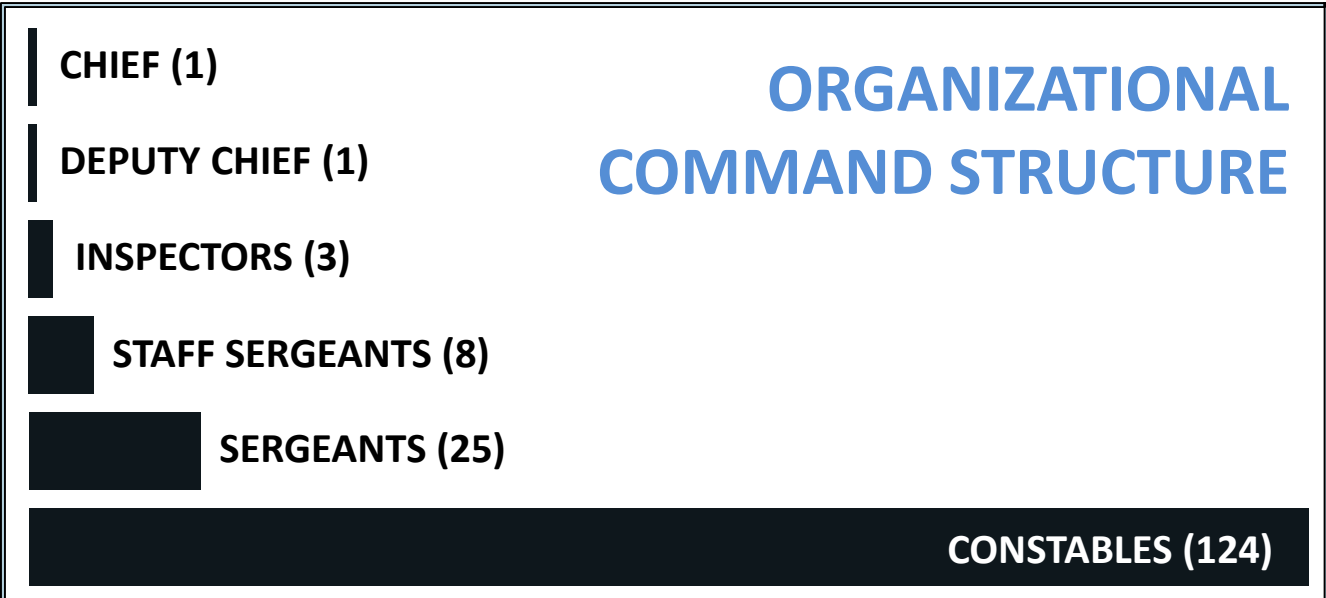 CHIEF (1)
ORGANIZATIONAL
COMMAND STRUCTURE
DEPUTY CHIEF (1)
INSPECTORS (3)
STAFF SERGEANTS (8)
SERGEANTS (25)
CONSTABLES (124)